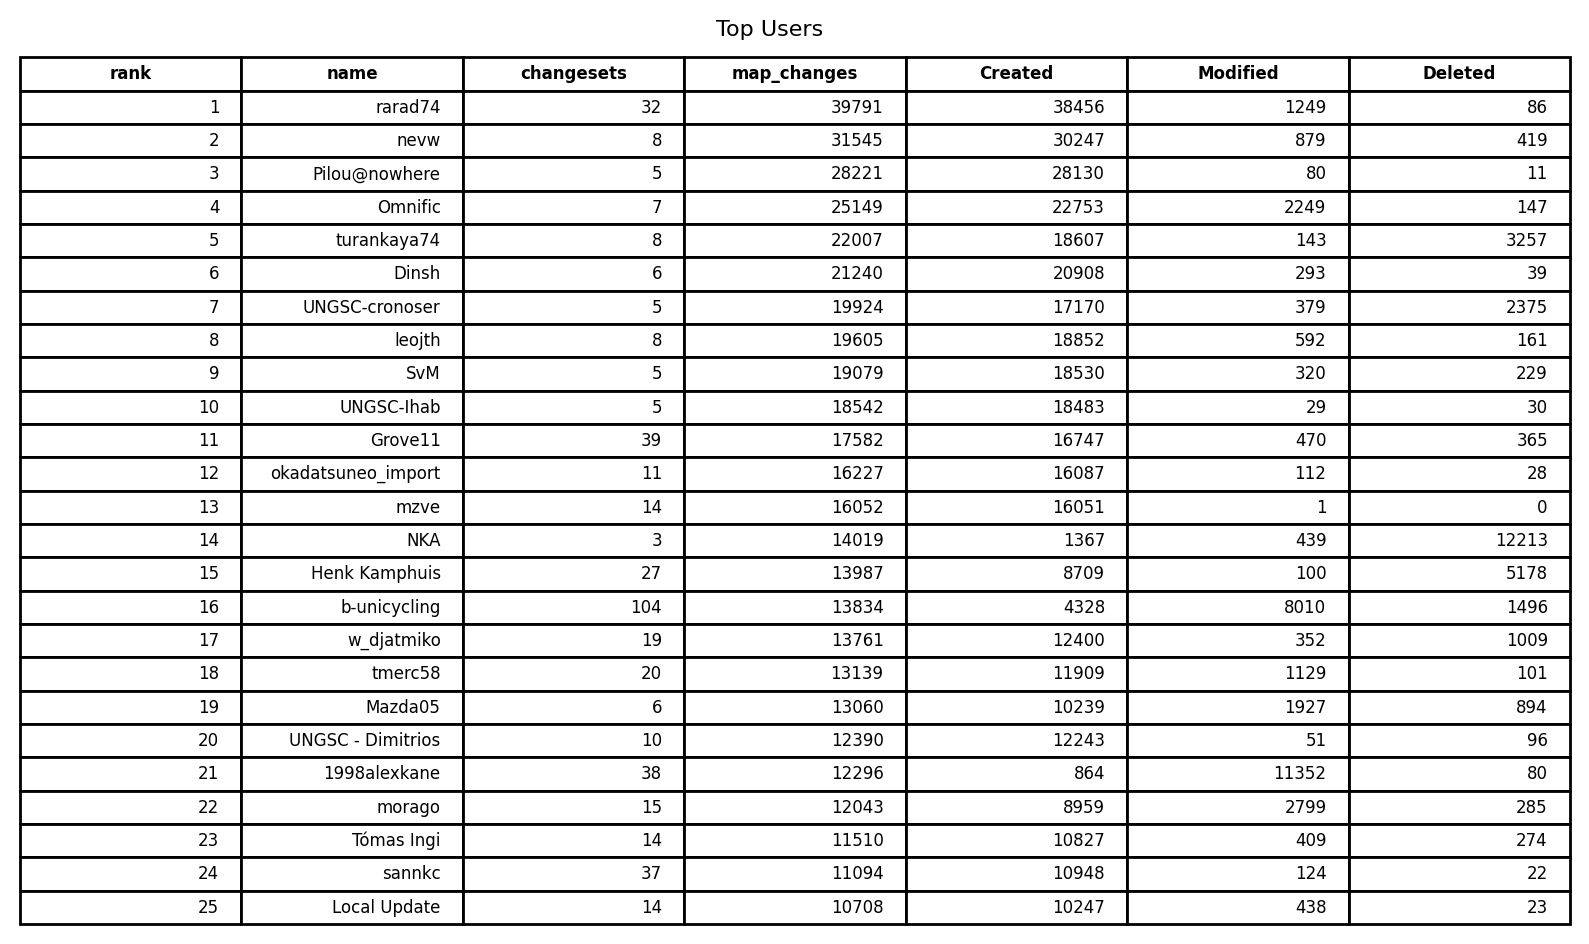 Top Users
rank name changesets map_changes Created Modified Deleted
1 rarad74 32 39791 38456 1249 86
2 nevw 8 31545 30247 879 419
3 Pilou@nowhere 5 28221 28130 80 11
4 Omnific 7 25149 22753 2249 147
5 turankaya74 8 22007 18607 143 3257
6 Dinsh 6 21240 20908 293 39
7 UNGSC-cronoser 5 19924 17170 379 2375
8 leojth 8 19605 18852 592 161
9 SvM 5 19079 18530 320 229
10 UNGSC-Ihab 5 18542 18483 29 30
11 Grove11 39 17582 16747 470 365
12 okadatsuneo_import 11 16227 16087 112 28
13 mzve 14 16052 16051 1 0
14 NKA 3 14019 1367 439 12213
15 Henk Kamphuis 27 13987 8709 100 5178
16 b-unicycling 104 13834 4328 8010 1496
17 w_djatmiko 19 13761 12400 352 1009
18 tmerc58 20 13139 11909 1129 101
19 Mazda05 6 13060 10239 1927 894
20 UNGSC - Dimitrios 10 12390 12243 51 96
21 1998alexkane 38 12296 864 11352 80
22 morago 15 12043 8959 2799 285
23 Tómas Ingi 14 11510 10827 409 274
24 sannkc 37 11094 10948 124 22
25 Local Update 14 10708 10247 438 23